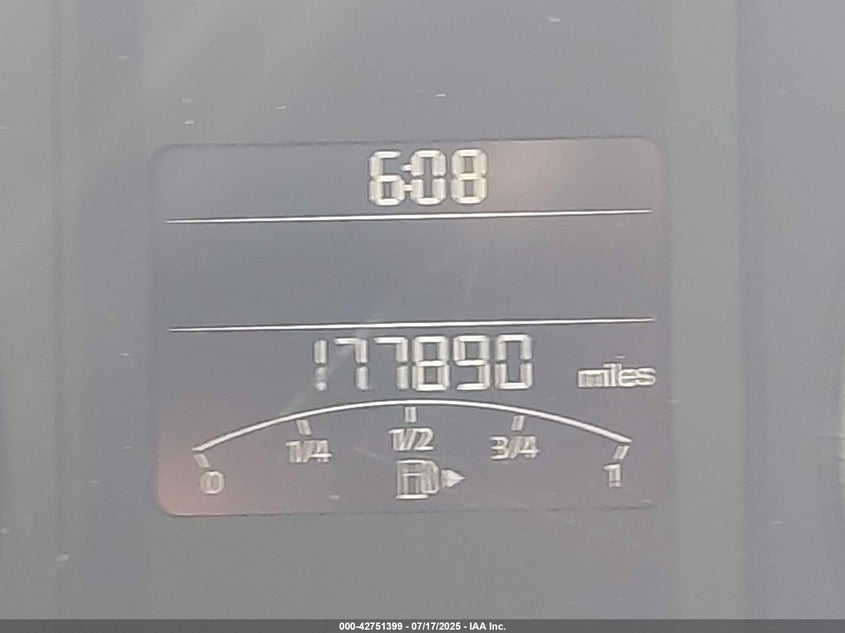 6:08
177890 miles
0 1/4 1/2 3/4 1
000-42751399 - 07/17/2025 - IAA Inc.